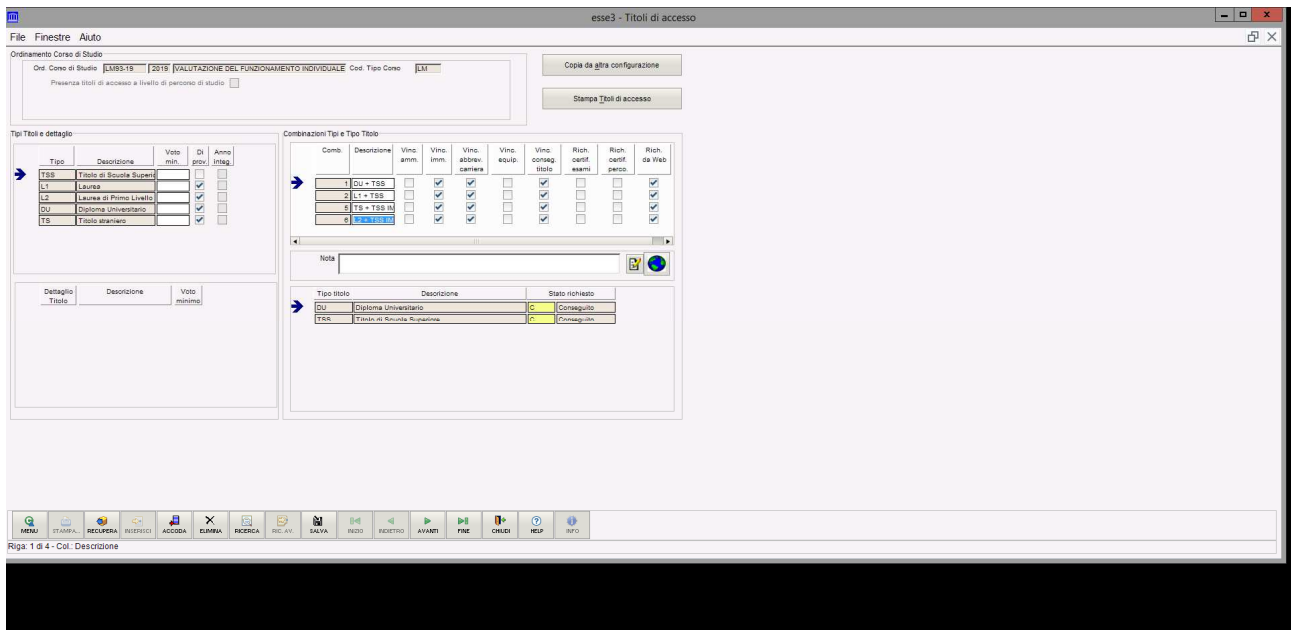 esse3 - Titoli di accesso
File Finestre Aiuto
Ordinamento Corso di Studio
Ord. Corso di Studio LM93-19 2019 VALUTAZIONE DEL FUNZIONAMENTO INDIVIDUALE Cod. Tipo Corso LM
Presenza titoli di accesso a livello di percorso di studio
Copia da altra configurazione
Stampa Titoli di accesso
Tipi Titoli e dettaglio
Tipo Descrizione Voto min. Di prov. Anno integ.
TSS Titolo di Scuola Superio
L1 Laurea
L2 Laurea di Primo Livello
DU Diploma Universitario
TS Titolo straniero
Dettaglio Titolo Descrizione Voto minimo
Combinazioni Tipi e Tipo Titolo
Comb. Descrizione Vinc. amm. Vinc. imm. Vinc. abbrev. carriera Vinc. equip. Vinc. conseg. titolo Rich. certif. esami Rich. certif. perco. Rich. da Web
1 DU + TSS
2 L1 + TSS
5 TS + TSS IM
6 L2 + TSS IM
Nota
Tipo titolo Descrizione Stato richiesto
DU Diploma Universitario C Conseguito
TSS Titolo di Scuola Superiore C Conseguito
MENU STAMPA... RECUPERA INSERISCI ACCODA ELIMINA RICERCA RIC. AV. SALVA INIZIO INDIETRO AVANTI FINE CHIUDI HELP INFO
Riga: 1 di 4 - Col.: Descrizione